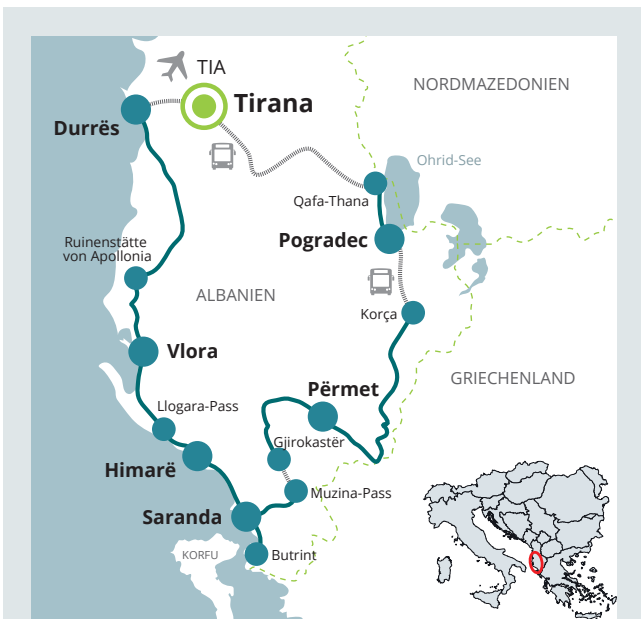 TIA
NORDMAZEDONIEN
Tirana
Durrës
Ohrid-See
Qafa-Thana
Pogradec
Ruinenstätte
von Apollonia
ALBANIEN
Korça
Vlora
GRIECHENLAND
Përmet
Llogara-Pass
Gjirokastër
Himarë
Muzina-Pass
Saranda
KORFU
Butrint